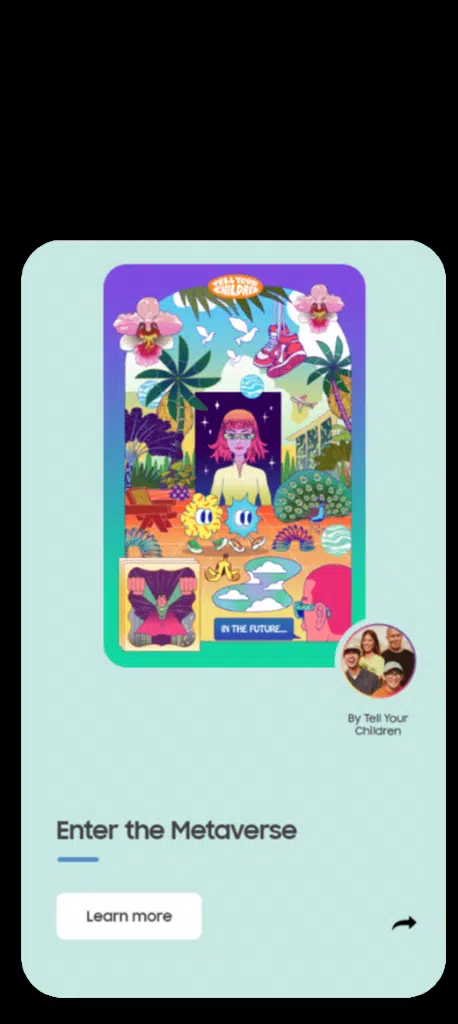 TELL YOUR
CHILDREN
IN THE FUTURE...
By Tell Your
Children
Enter the Metaverse
Learn more